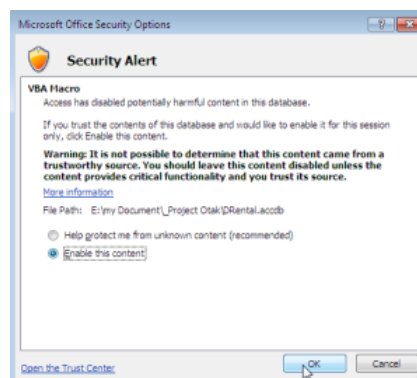 Microsoft Office Security Options
Security Alert
VBA Macro
Access has disabled potentially harmful content in this database.
If you trust the contents of this database and would like to enable it for this session
only, click Enable this content.
Warning: It is not possible to determine that this content came from a
trustworthy source. You should leave this content disabled unless the
content provides critical functionality and you trust its source.
More information
File Path: E:\my Document\_Project Otak\DRental.accdb
Help protect me from unknown content (recommended)
Enable this content
Open the Trust Center
OK
Cancel